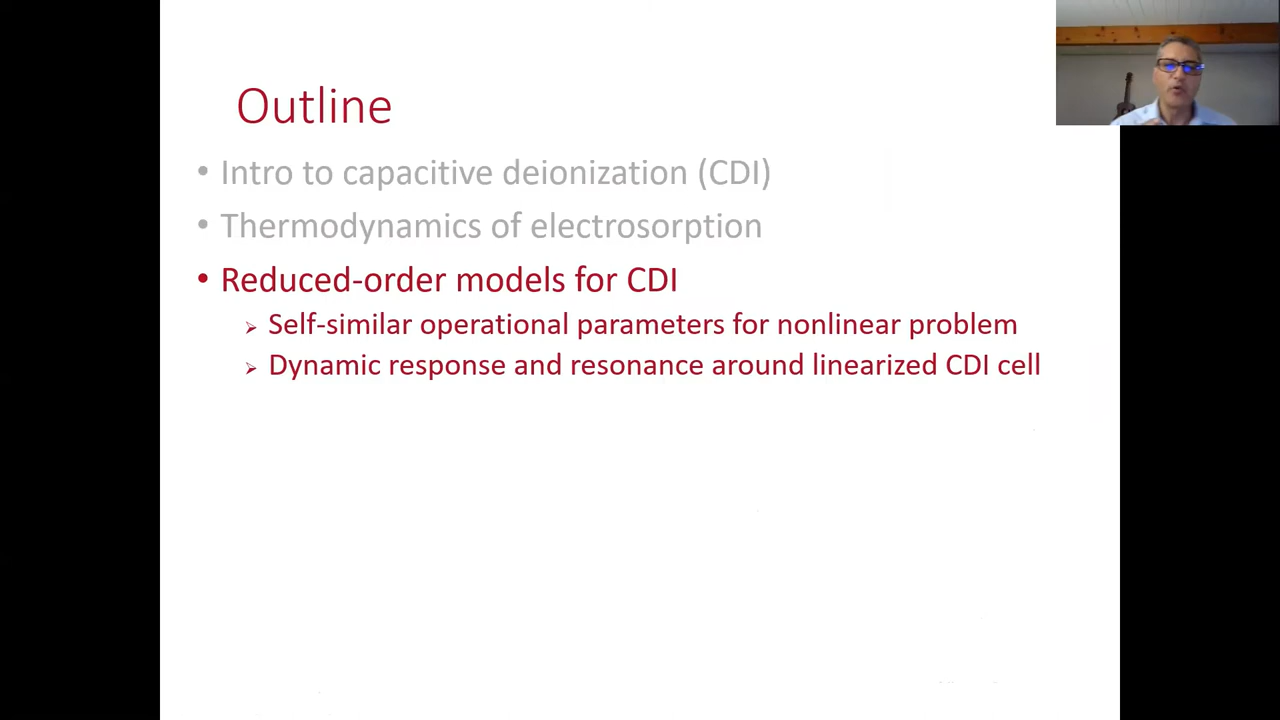 Outline
• Intro to capacitive deionization (CDI)
• Thermodynamics of electrosorption
• Reduced-order models for CDI
➢ Self-similar operational parameters for nonlinear problem
➢ Dynamic response and resonance around linearized CDI cell